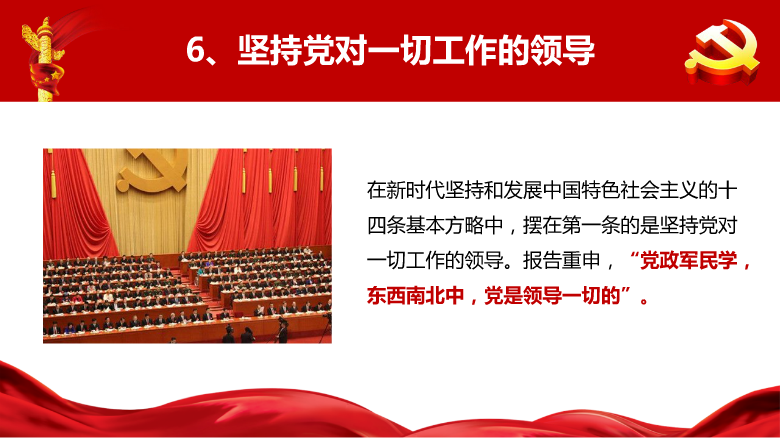 6、坚持党对一切工作的领导
在新时代坚持和发展中国特色社会主义的十
四条基本方略中，摆在第一条的是坚持党对
一切工作的领导。报告重申，“党政军民学，
东西南北中，党是领导一切的”。